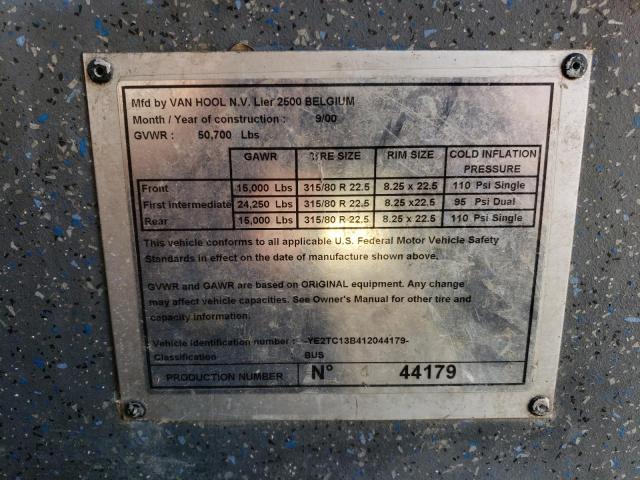 Mfd by VAN HOOL N.V. Lier 2500 BELGIUM
Month / Year of construction : 9/00
GVWR : 50,700 Lbs
GAWR TYRE SIZE RIM SIZE COLD INFLATION PRESSURE
Front 15,000 Lbs 315/80 R 22.5 8.25 x 22.5 110 Psi Single
First intermediate 24,250 Lbs 315/80 R 22.5 8.25 x22.5 95 Psi Dual
Rear 15,000 Lbs 315/80 R 22.5 8.25 x 22.5 110 Psi Single
This vehicle conforms to all applicable U.S. Federal Motor Vehicle Safety
Standards in effect on the date of manufacture shown above.
GVWR and GAWR are based on ORIGINAL equipment. Any change
may affect vehicle capacities. See Owner's Manual for other tire and
capacity information.
Vehicle identification number : -YE2TC13B412044179-
Classification BUS
PRODUCTION NUMBER N° 4 44179